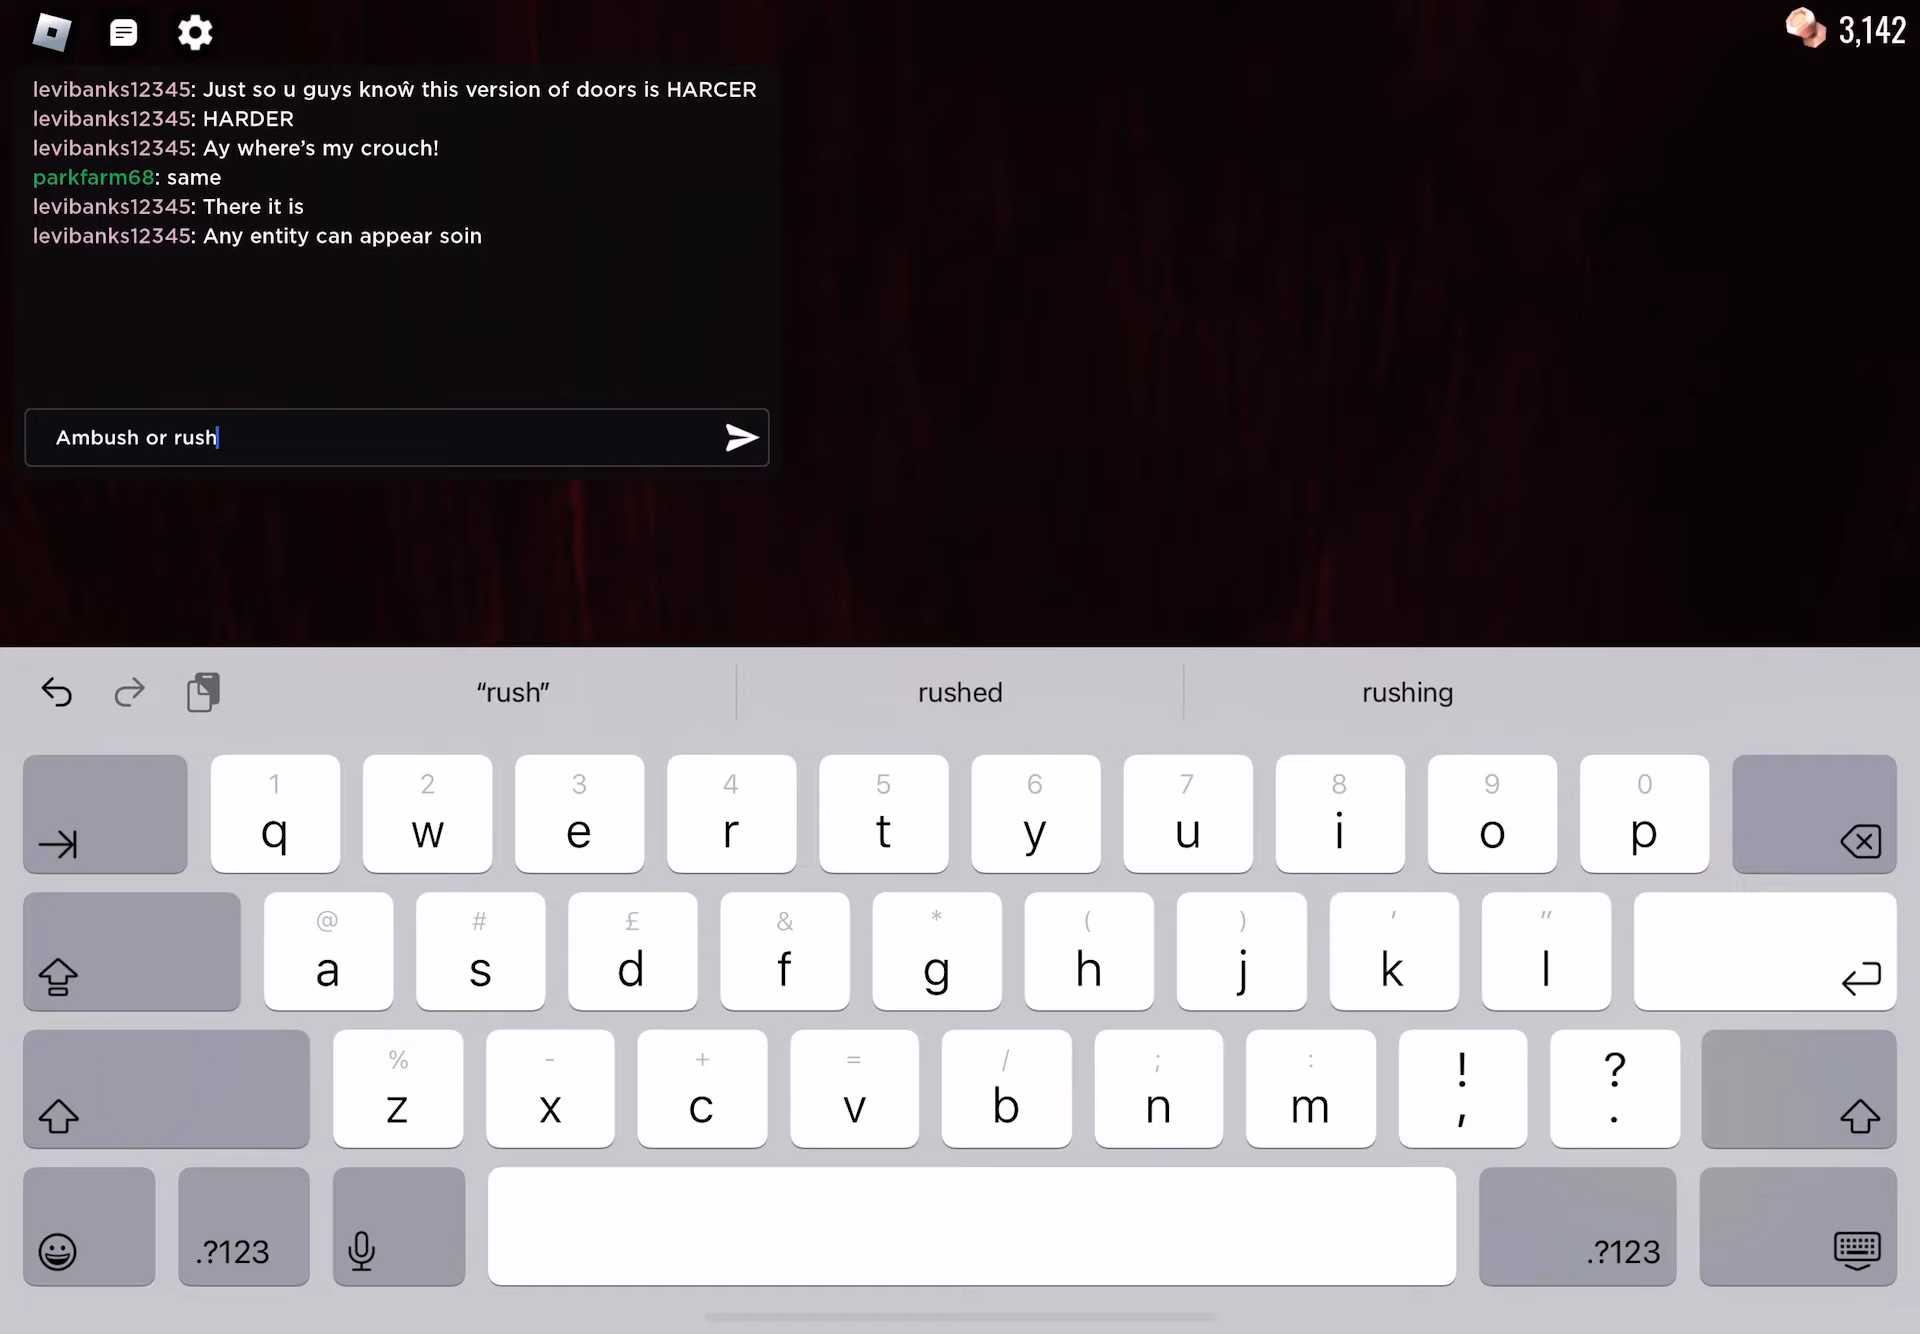 3,142
levibanks12345: Just so u guys knoŵ this version of doors is HARCER
levibanks12345: HARDER
levibanks12345: Ay where’s my crouch!
parkfarm68: same
levibanks12345: There it is
levibanks12345: Any entity can appear soin
Ambush or rush
“rush” rushed rushing
1 2 3 4 5 6 7 8 9 0
q w e r t y u i o p
@ # £ & * ( ) ' "
a s d f g h j k l
% - + = / ; : ! ?
z x c v b n m , .
.?123 .?123